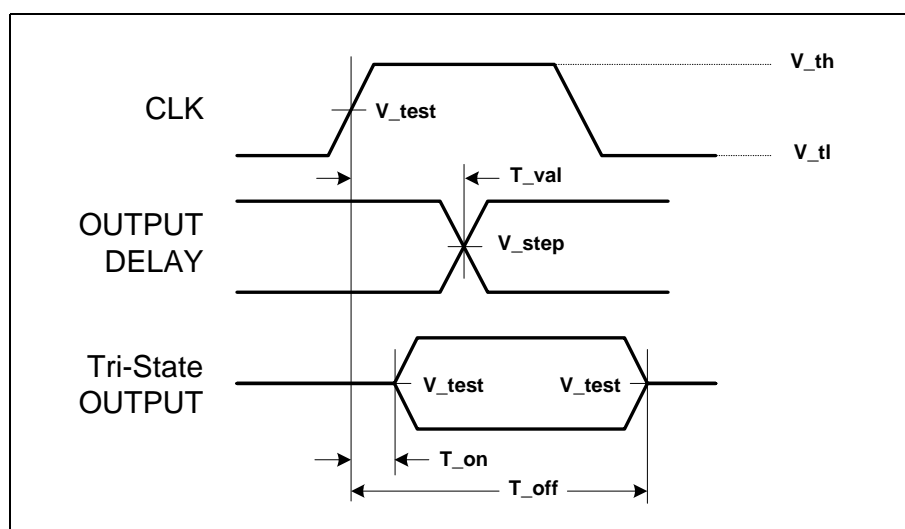 V_th
CLK
V_test
V_tl
T_val
OUTPUT
DELAY
V_step
Tri-State
OUTPUT
V_test
V_test
T_on
T_off